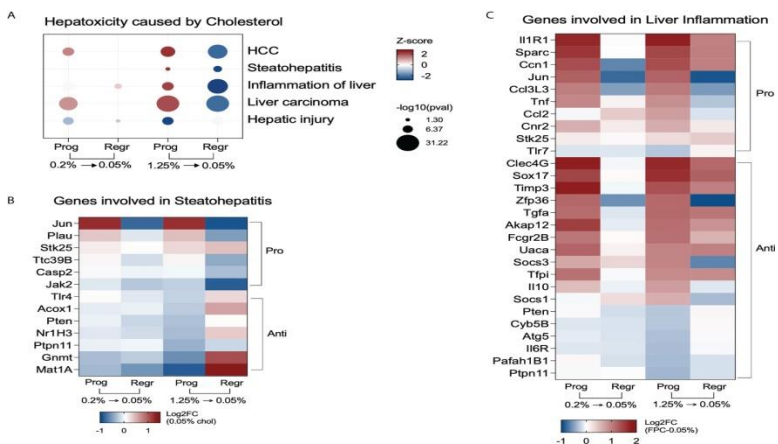 A
Hepatoxicity caused by Cholesterol
HCC
Steatohepatitis
Inflammation of liver
Liver carcinoma
Hepatic injury
Prog Regr Prog Regr
0.2% → 0.05% 1.25% → 0.05%
Z-score
2
0
-2
-log10(pval)
1.30
6.37
31.22
B
Genes involved in Steatohepatitis
Jun
Plau
Stk25
Ttc39B
Casp2
Jak2
Tlr4
Acox1
Pten
Nr1H3
Ptpn11
Gnmt
Mat1A
Pro
Anti
Prog Regr Prog Regr
0.2% → 0.05% 1.25% → 0.05%
-1 0 1
Log2FC
(0.05% chol)
C
Genes involved in Liver Inflammation
Il1R1
Sparc
Ccn1
Jun
Ccl3L3
Tnf
Ccl2
Cnr2
Stk25
Tlr7
Clec4G
Sox17
Timp3
Zfp36
Tgfa
Akap12
Fcgr2B
Uaca
Socs3
Tfpi
Il10
Socs1
Pten
Cyb5B
Atg5
Il6R
Pafah1B1
Ptpn11
Pro
Anti
Prog Regr Prog Regr
0.2% → 0.05% 1.25% → 0.05%
-1 0 1 2
Log2FC
(FPC-0.05%)